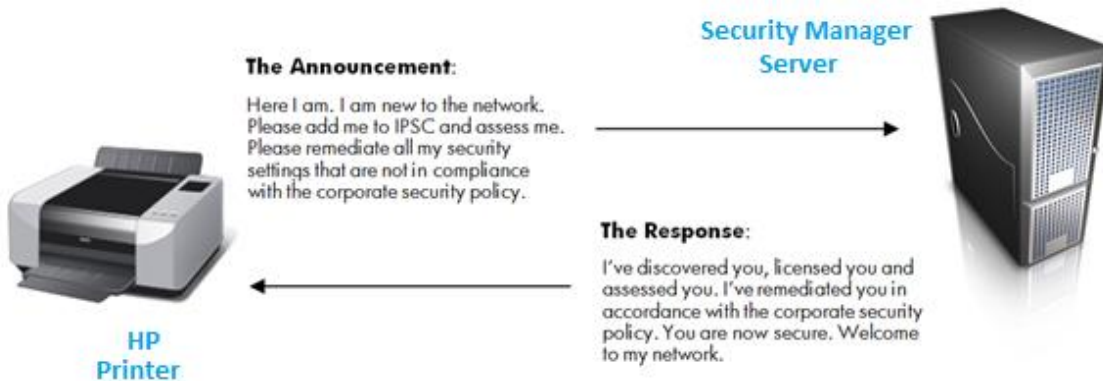 Security Manager
Server
The Announcement:
Here I am. I am new to the network.
Please add me to IPSC and assess me.
Please remediate all my security
settings that are not in compliance
with the corporate security policy.
The Response:
I've discovered you, licensed you and
assessed you. I've remediated you in
accordance with the corporate security
policy. You are now secure. Welcome
to my network.
HP
Printer